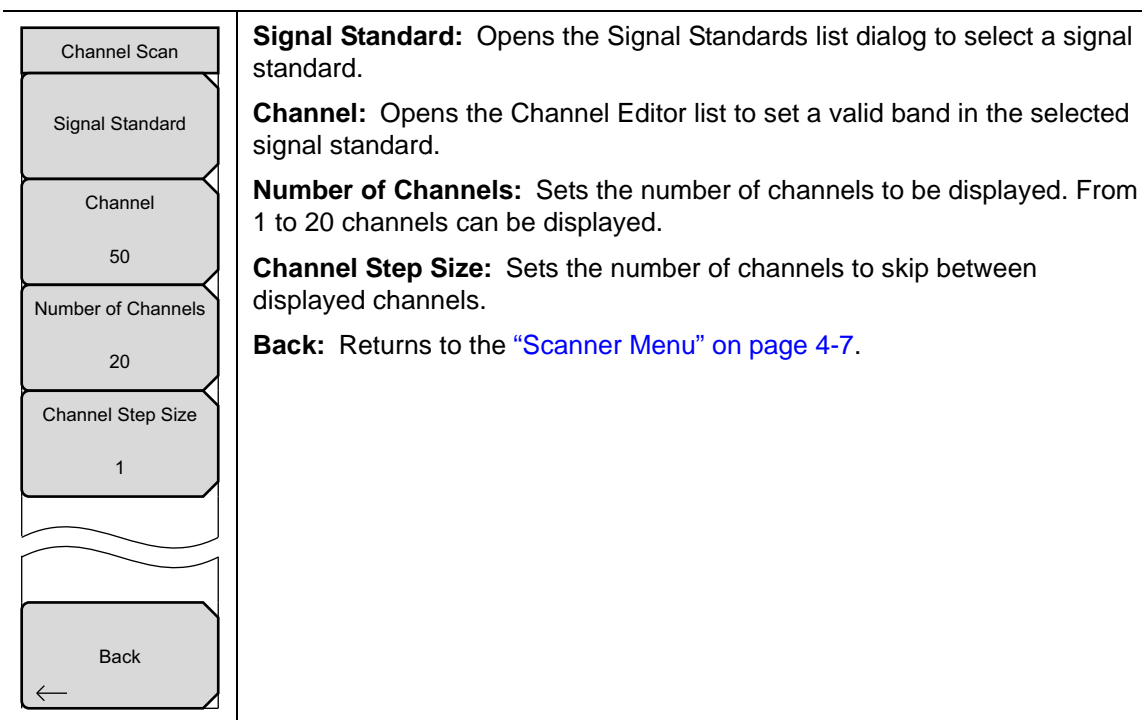 Channel Scan
Signal Standard
Channel
50
Number of Channels
20
Channel Step Size
1
Back
Signal Standard: Opens the Signal Standards list dialog to select a signal
standard.
Channel: Opens the Channel Editor list to set a valid band in the selected
signal standard.
Number of Channels: Sets the number of channels to be displayed. From
1 to 20 channels can be displayed.
Channel Step Size: Sets the number of channels to skip between
displayed channels.
Back: Returns to the “Scanner Menu” on page 4-7.